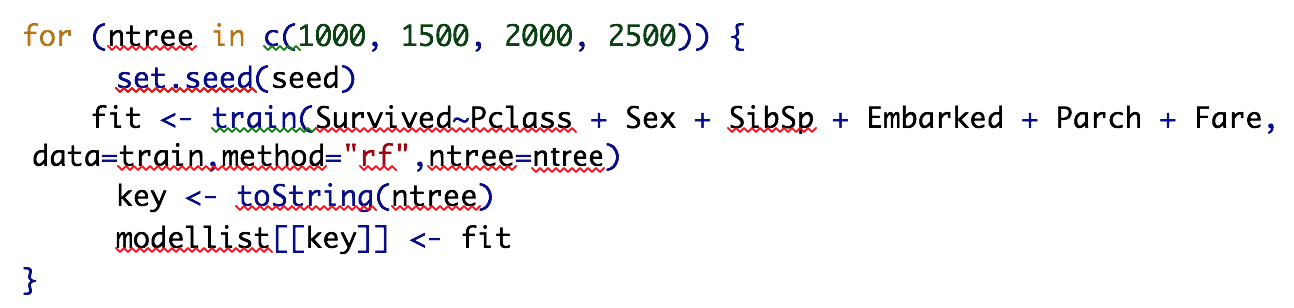 for (ntree in c(1000, 1500, 2000, 2500)) {
set.seed(seed)
fit <- train(Survived~Pclass + Sex + SibSp + Embarked + Parch + Fare,
data=train,method="rf",ntree=ntree)
key <- toString(ntree)
modellist[[key]] <- fit
}